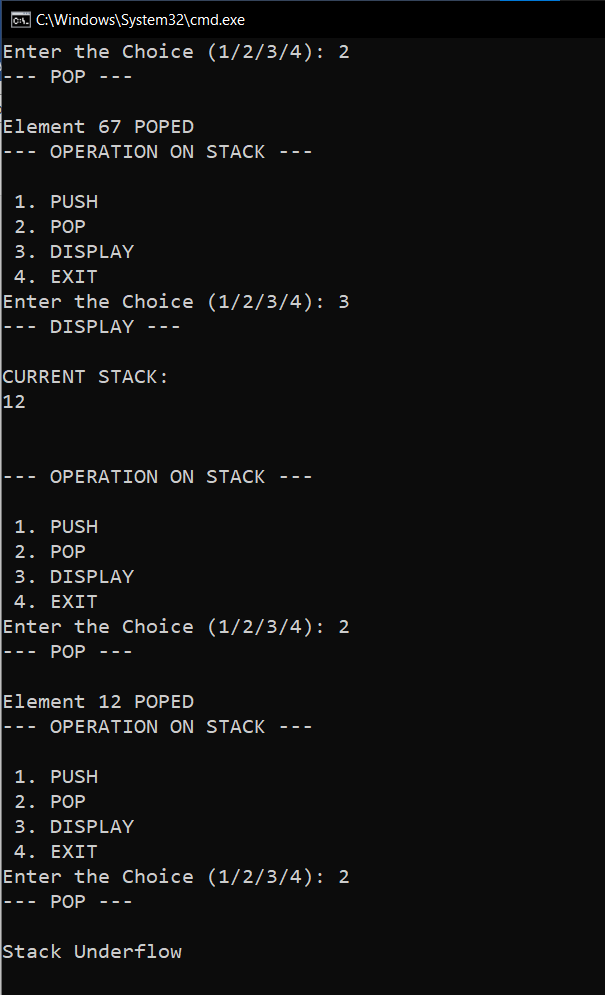 C:\Windows\System32\cmd.exe
Enter the Choice (1/2/3/4): 2
--- POP ---
Element 67 POPED
--- OPERATION ON STACK ---
1. PUSH
2. POP
3. DISPLAY
4. EXIT
Enter the Choice (1/2/3/4): 3
--- DISPLAY ---
CURRENT STACK:
12
--- OPERATION ON STACK ---
1. PUSH
2. POP
3. DISPLAY
4. EXIT
Enter the Choice (1/2/3/4): 2
--- POP ---
Element 12 POPED
--- OPERATION ON STACK ---
1. PUSH
2. POP
3. DISPLAY
4. EXIT
Enter the Choice (1/2/3/4): 2
--- POP ---
Stack Underflow